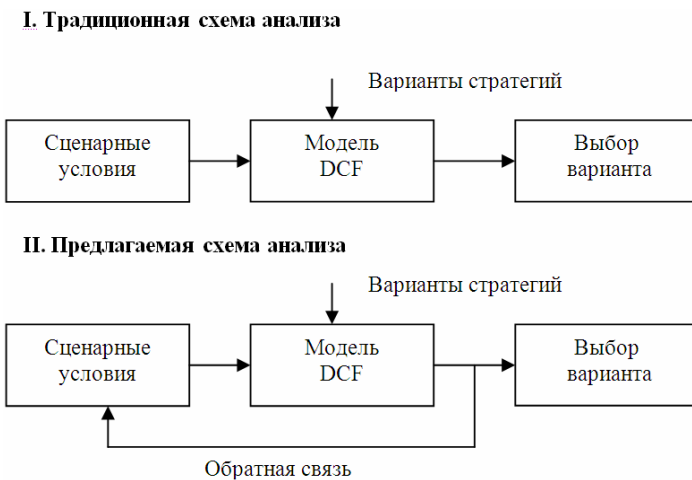 I. Традиционная схема анализа
Варианты стратегий
Сценарные
условия
Модель
DCF
Выбор
варианта
II. Предлагаемая схема анализа
Варианты стратегий
Сценарные
условия
Модель
DCF
Выбор
варианта
Обратная связь